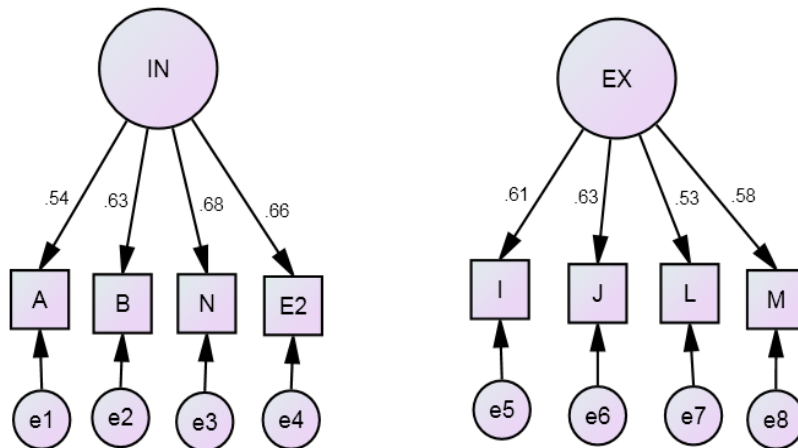 IN
EX
.54
.63
.68
.66
.61
.63
.53
.58
A
B
N
E2
I
J
L
M
e1
e2
e3
e4
e5
e6
e7
e8